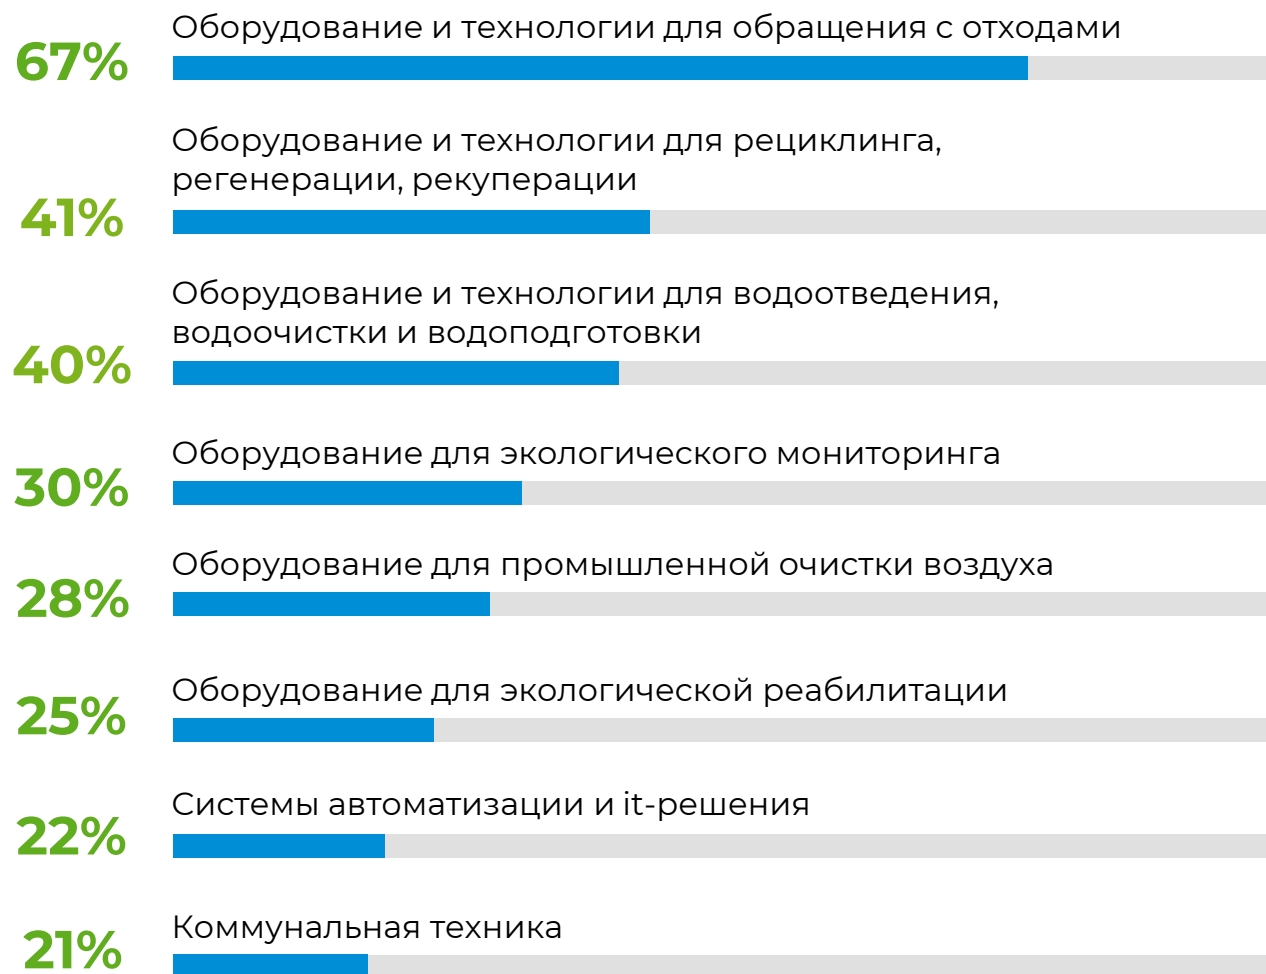 Оборудование и технологии для обращения с отходами
67%
Оборудование и технологии для рециклинга,
регенерации, рекуперации
41%
Оборудование и технологии для водоотведения,
водоочистки и водоподготовки
40%
Оборудование для экологического мониторинга
30%
Оборудование для промышленной очистки воздуха
28%
Оборудование для экологической реабилитации
25%
Системы автоматизации и it-решения
22%
Коммунальная техника
21%